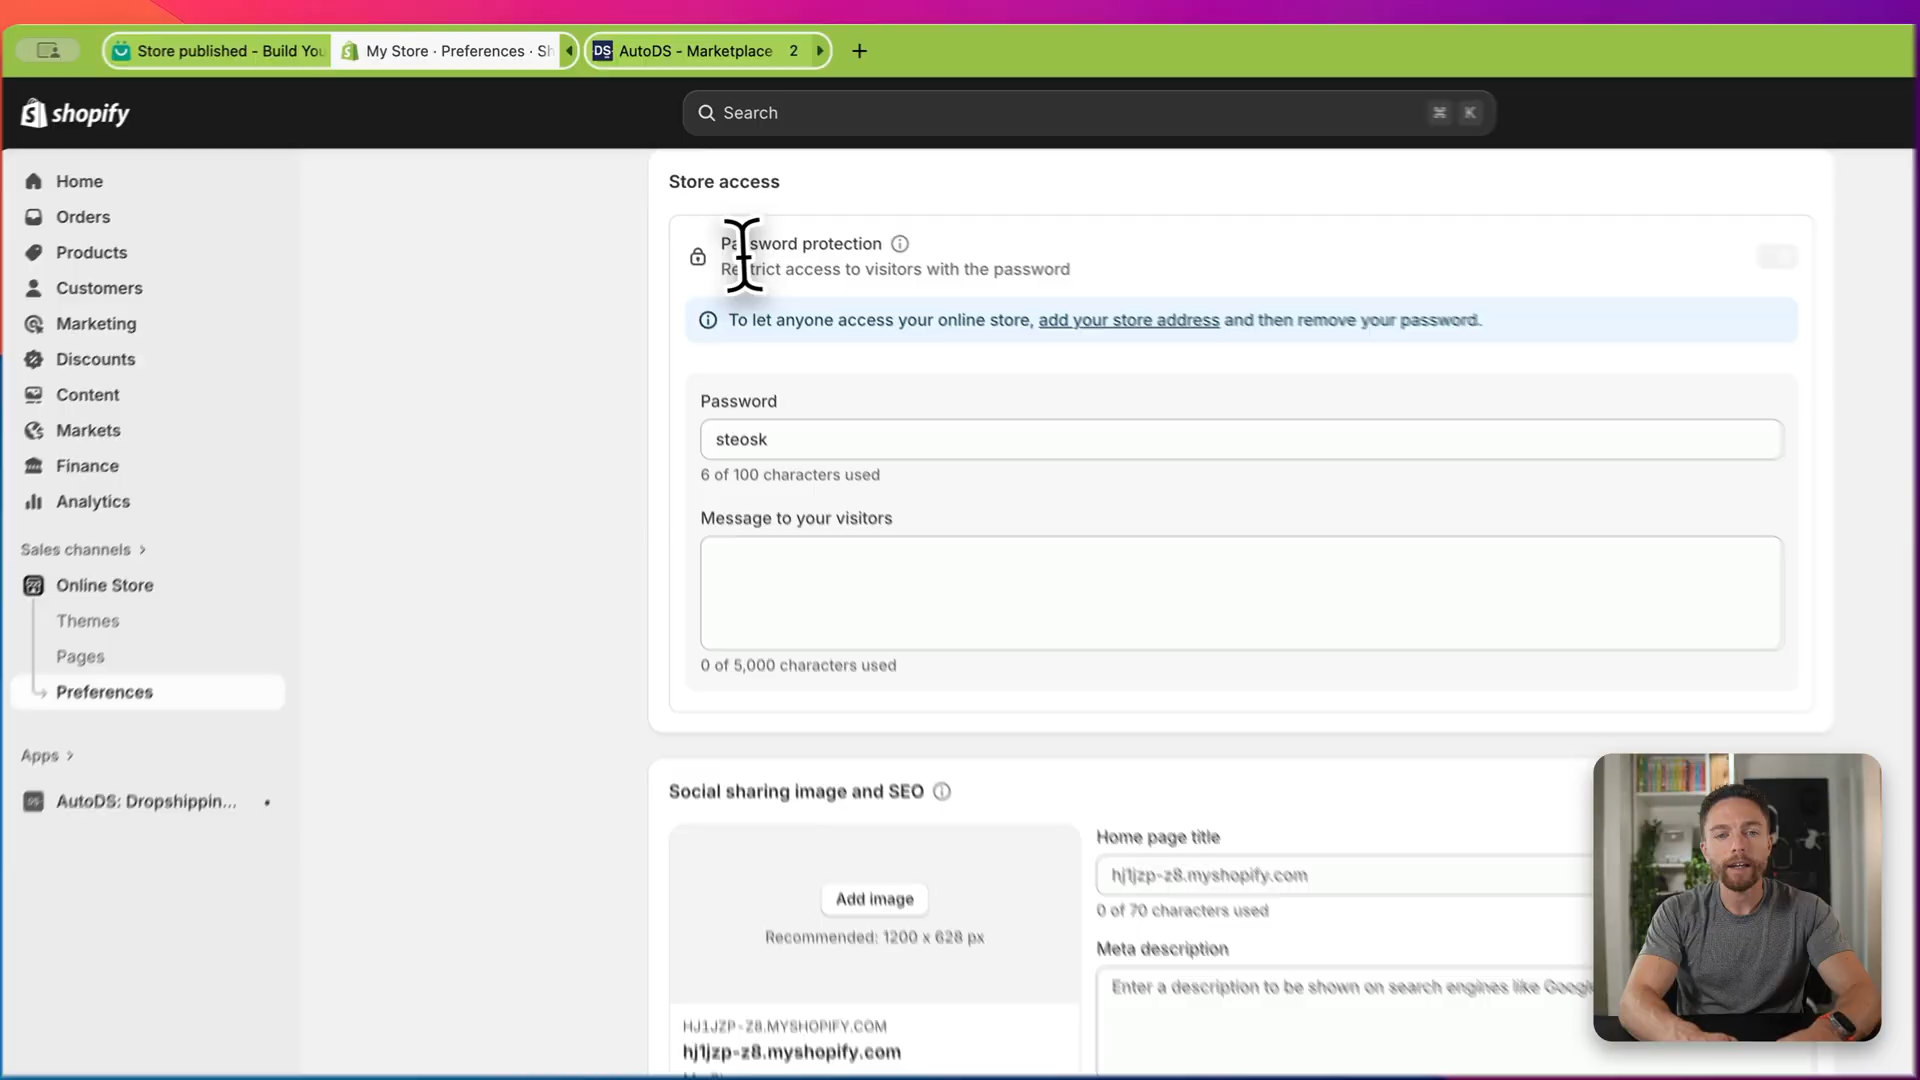 Store published - Build You
My Store · Preferences · Sh
DS AutoDS - Marketplace 2
shopify
Search
⌘ K
Home
Orders
Products
Customers
Marketing
Discounts
Content
Markets
Finance
Analytics
Sales channels
Online Store
Themes
Pages
Preferences
Apps
AutoDS: Dropshippin...
Store access
Password protection
Restrict access to visitors with the password
To let anyone access your online store, add your store address and then remove your password.
Password
steosk
6 of 100 characters used
Message to your visitors
0 of 5,000 characters used
Social sharing image and SEO
Add image
Recommended: 1200 x 628 px
HJ1JZP-Z8.MYSHOPIFY.COM
hj1jzp-z8.myshopify.com
Home page title
hj1jzp-z8.myshopify.com
0 of 70 characters used
Meta description
Enter a description to be shown on search engines like Googl